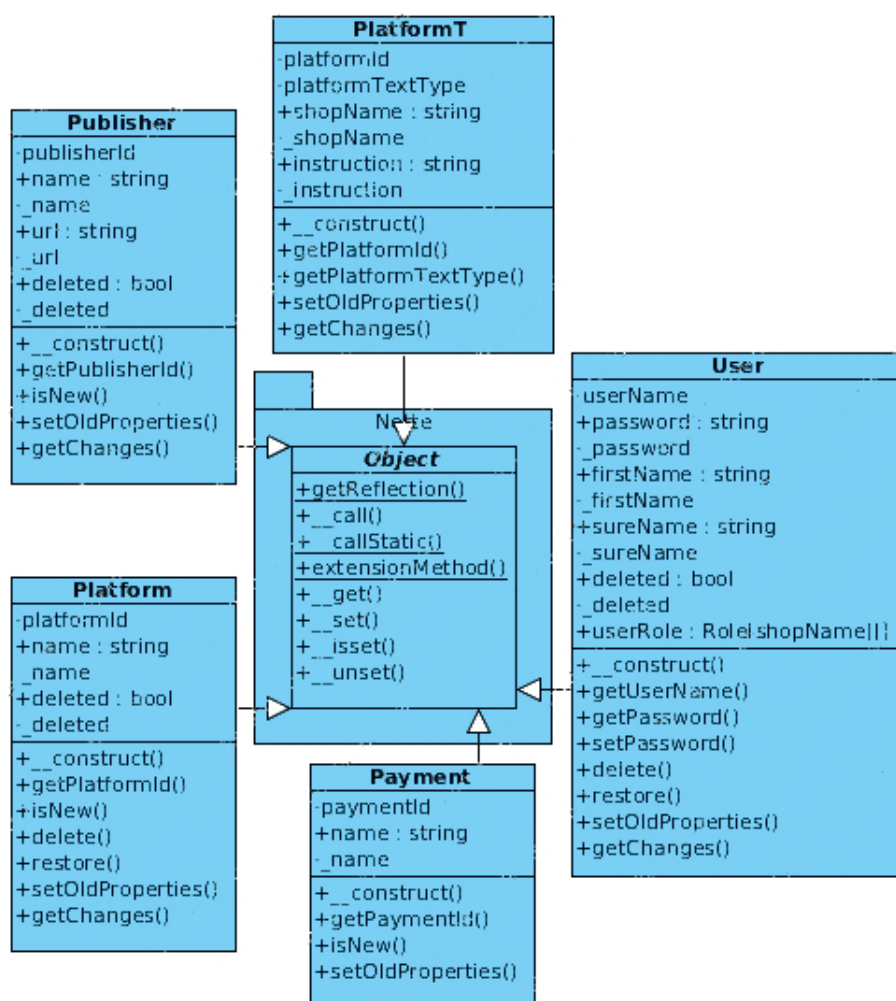 PlatformT
-platformId
-platformTextType
+shopName : string
-_shopName
+instruction : string
-_instruction
+__construct()
+getPlatformId()
+getPlatformTextType()
+setOldProperties()
+getChanges()
Publisher
-publisherId
+name : string
-_name
+url : string
-_url
+deleted : bool
-_deleted
+__construct()
+getPublisherId()
+isNew()
+setOldProperties()
+getChanges()
Nette
Object
+getReflection()
+__call()
+__callStatic()
+extensionMethod()
+__get()
+__set()
+__isset()
+__unset()
User
-userName
+password : string
-_password
+firstName : string
-_firstName
+sureName : string
-_sureName
+deleted : bool
-_deleted
+userRole :
+__construct()
+getUserName()
+getPassword()
+setPassword()
+delete()
+restore()
+setOldProperties()
+getChanges()
Platform
-platformId
+name : string
-_name
+deleted : bool
-_deleted
+__construct()
+getPlatformId()
+isNew()
+delete()
+restore()
+setOldProperties()
+getChanges()
Payment
-paymentId
+name : string
-_name
+__construct()
+getPaymentId()
+isNew()
+setOldProperties()